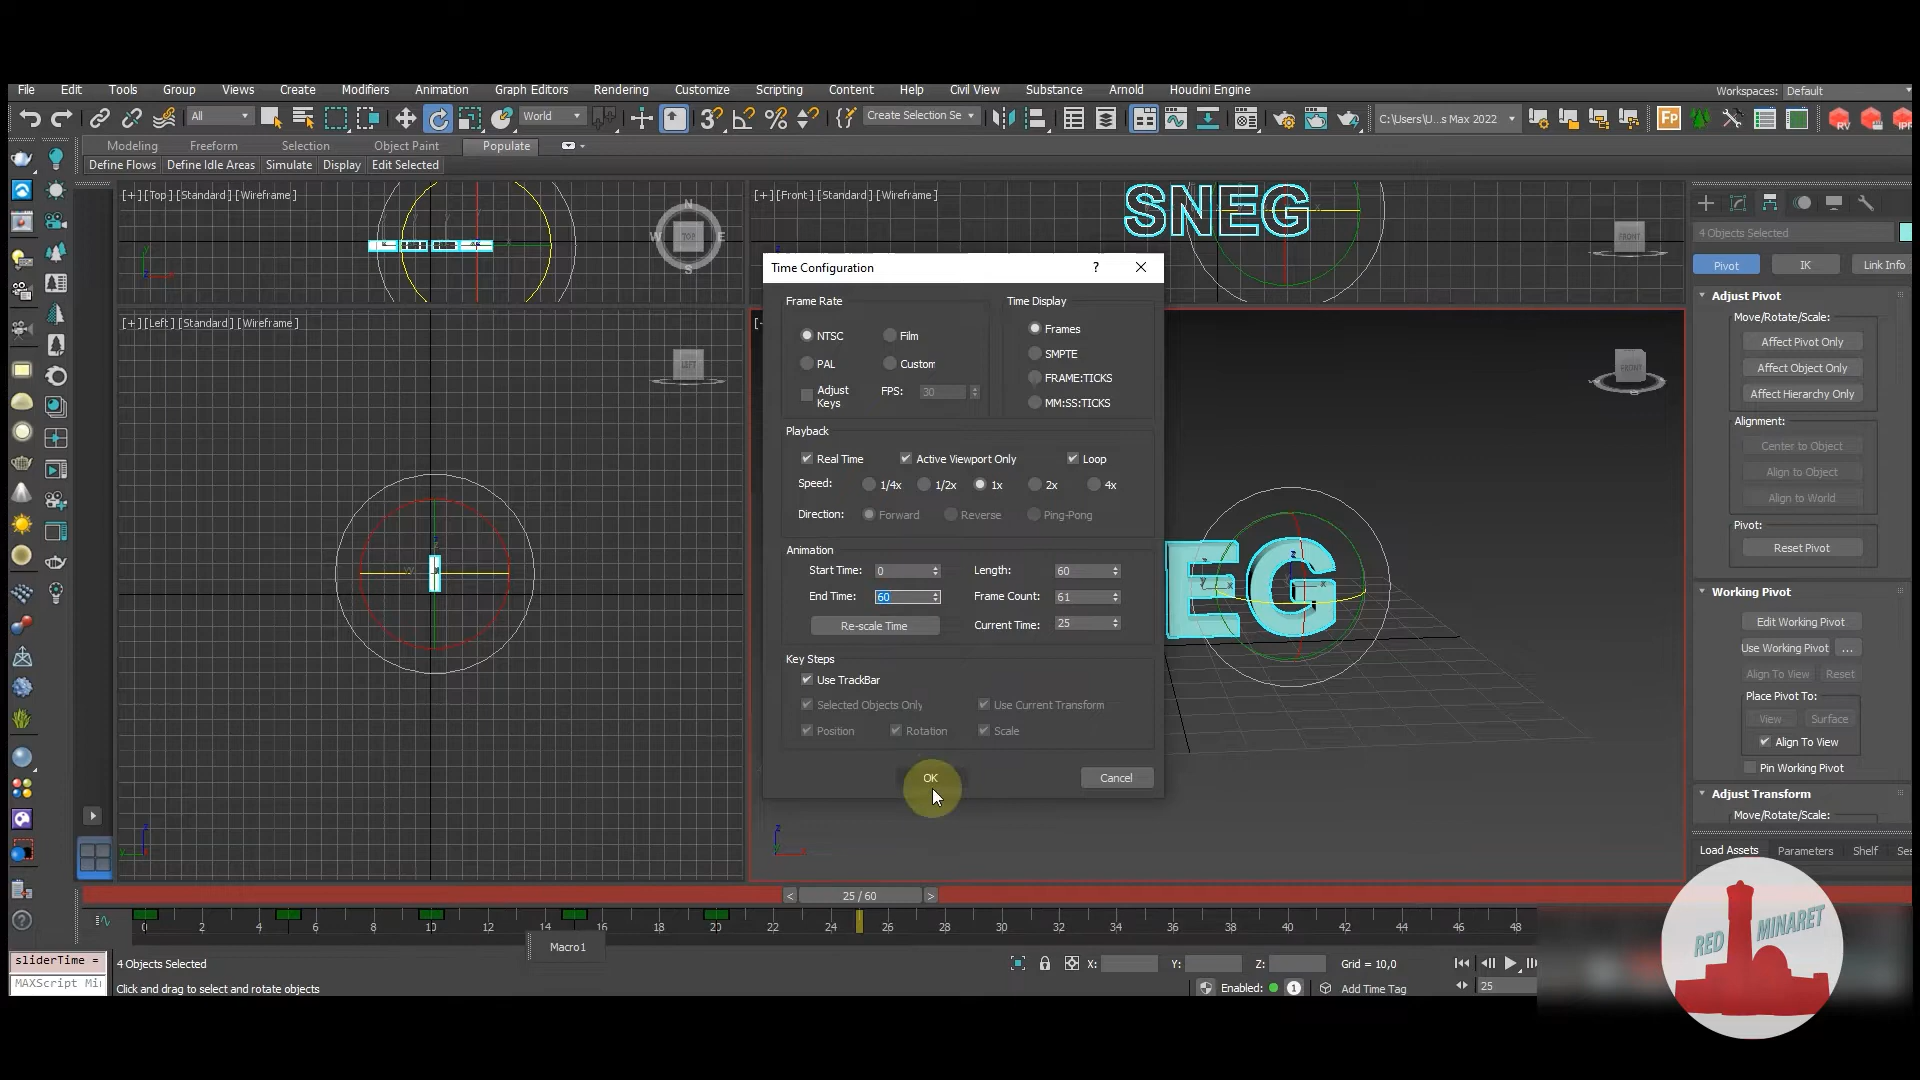 File Edit Tools Group Views Create Modifiers Animation Graph Editors Rendering Customize Scripting Content Help Civil View Substance Arnold Houdini Engine Workspaces: Default
All World Create Selection Se C:\Users\U...s Max 2022
Modeling Freeform Selection Object Paint Populate
Define Flows Define Idle Areas Simulate Display Edit Selected
[+] [Top] [Standard] [Wireframe]
N
W TOP E
S
[+] [Front] [Standard] [Wireframe]
SNEG
FRONT
[+] [Left] [Standard] [Wireframe]
LEFT
FRONT
EG
Time Configuration ? X
Frame Rate
NTSC Film
PAL Custom
Adjust Keys FPS: 30
Time Display
Frames
SMPTE
FRAME:TICKS
MM:SS:TICKS
Playback
Real Time Active Viewport Only Loop
Speed: 1/4x 1/2x 1x 2x 4x
Direction: Forward Reverse Ping-Pong
Animation
Start Time: 0 Length: 60
End Time: 60 Frame Count: 61
Re-scale Time Current Time: 25
Key Steps
Use TrackBar
Selected Objects Only Use Current Transform
Position Rotation Scale
OK Cancel
4 Objects Selected
Pivot IK Link Info
Adjust Pivot
Move/Rotate/Scale:
Affect Pivot Only
Affect Object Only
Affect Hierarchy Only
Alignment:
Center to Object
Align to Object
Align to World
Pivot:
Reset Pivot
Working Pivot
Edit Working Pivot
Use Working Pivot ...
Align To View Reset
Place Pivot To:
View Surface
Align To View
Pin Working Pivot
Adjust Transform
Move/Rotate/Scale:
Load Assets Parameters Shelf Ses
< 25 / 60 >
0 2 4 6 8 10 12 14 16 18 20 22 24 26 28 30 32 34 36 38 40 42 44 46 48
Macro1
sliderTime = 4 Objects Selected X: Y: Z: Grid = 10,0
MAXScript Mi Click and drag to select and rotate objects Enabled: 1 Add Time Tag 25
RED MINARET